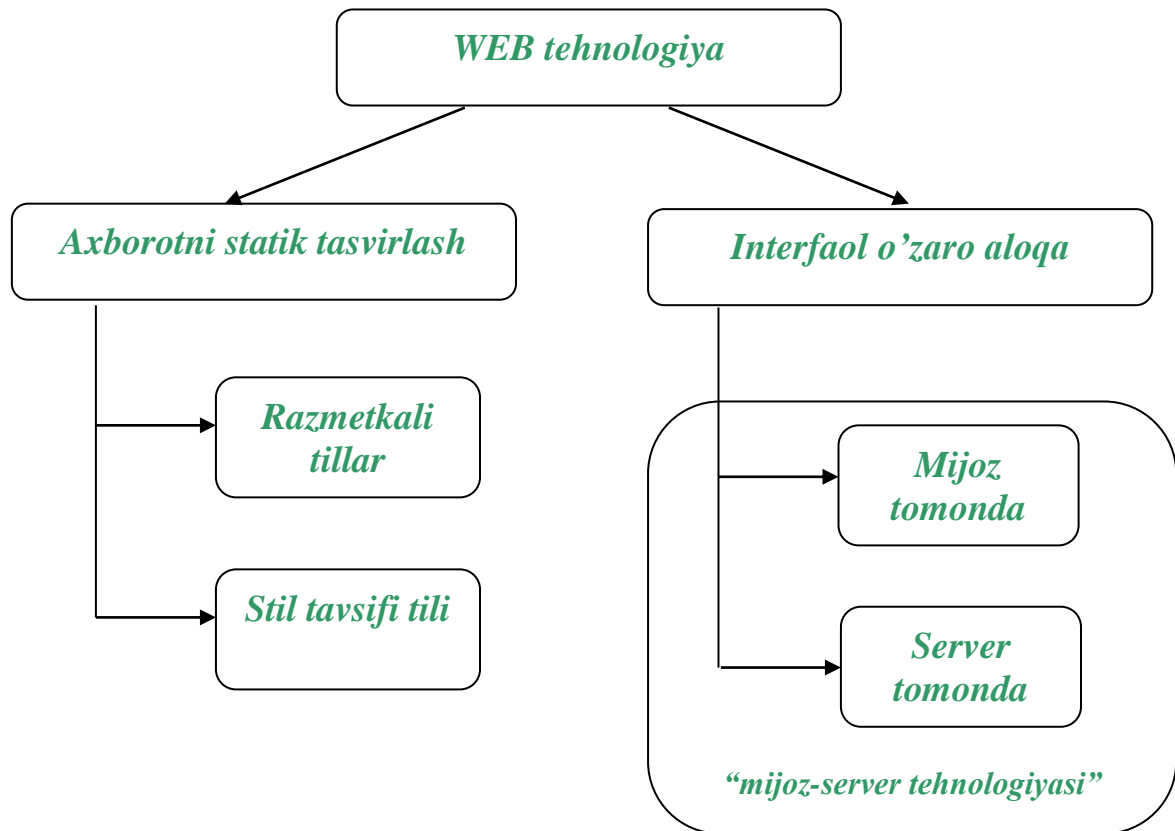 WEB tehnologiya
Axborotni statik tasvirlash
Interfaol o’zaro aloqa
Razmetkali
tillar
Mijoz
tomonda
Stil tavsifi tili
Server
tomonda
“mijoz-server tehnologiyasi”